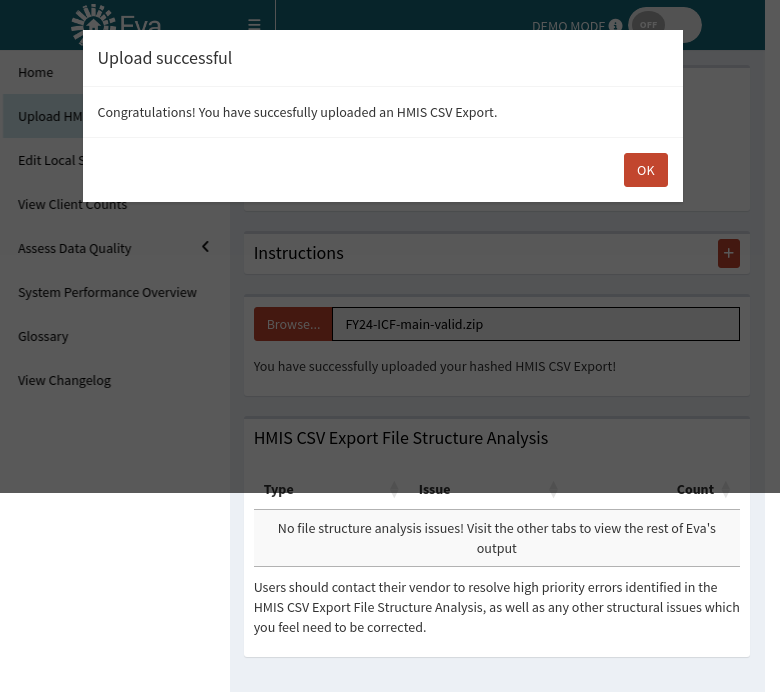 Eva
DEMO MODE
OFF
Upload successful
Congratulations! You have succesfully uploaded an HMIS CSV Export.
OK
Home
Upload HM
Edit Local S
View Client Counts
Assess Data Quality
System Performance Overview
Glossary
View Changelog
Instructions
+
Browse... FY24-ICF-main-valid.zip
You have successfully uploaded your hashed HMIS CSV Export!
HMIS CSV Export File Structure Analysis
Type Issue Count
No file structure analysis issues! Visit the other tabs to view the rest of Eva's
output
Users should contact their vendor to resolve high priority errors identified in the
HMIS CSV Export File Structure Analysis, as well as any other structural issues which
you feel need to be corrected.